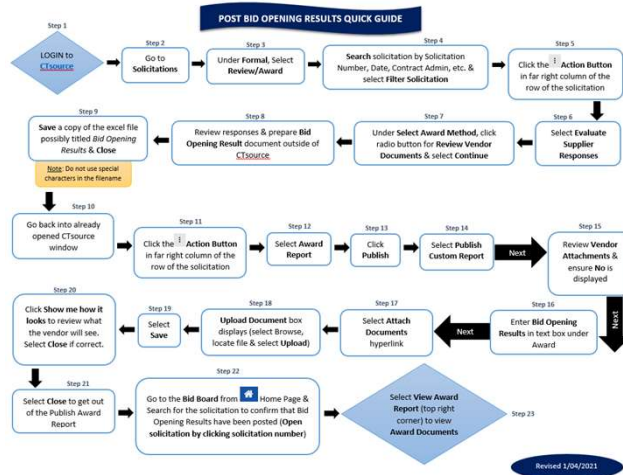 POST BID OPENING RESULTS QUICK GUIDE
Step 1
LOGIN to
CTsource
Step 2
Go to
Solicitations
Step 3
Under Formal, Select
Review/Award
Step 4
Search solicitation by Solicitation
Number, Date, Contract Admin, etc. &
select Filter Solicitation
Step 5
Click the ⋮ Action Button
in far right column of the
row of the solicitation
Step 6
Select Evaluate
Supplier
Responses
Step 7
Under Select Award Method, click
radio button for Review Vendor
Documents & select Continue
Step 8
Review responses & prepare Bid
Opening Result document outside of
CTsource
Step 9
Save a copy of the excel file
possibly titled Bid Opening
Results & Close
Note: Do not use special
characters in the filename
Step 10
Go back into already
opened CTsource
window
Step 11
Click the ⋮ Action Button
in far right column of the
row of the solicitation
Step 12
Select Award
Report
Step 13
Click
Publish
Step 14
Select Publish
Custom Report
Next
Step 15
Review Vendor
Attachments &
ensure No is
displayed
Next
Step 16
Enter Bid Opening
Results in text box under
Award
Next
Step 17
Select Attach
Documents
hyperlink
Step 18
Upload Document box
displays (select Browse,
locate file & select Upload)
Step 19
Select
Save
Step 20
Click Show me how it
looks to review what
the vendor will see.
Select Close if correct.
Step 21
Select Close to get out
of the Publish Award
Report
Step 22
Go to the Bid Board from Home Page &
Search for the solicitation to confirm that Bid
Opening Results have been posted (Open
solicitation by clicking solicitation number)
Step 23
Select View Award
Report (top right
corner) to view
Award Documents
Revised 1/04/2021